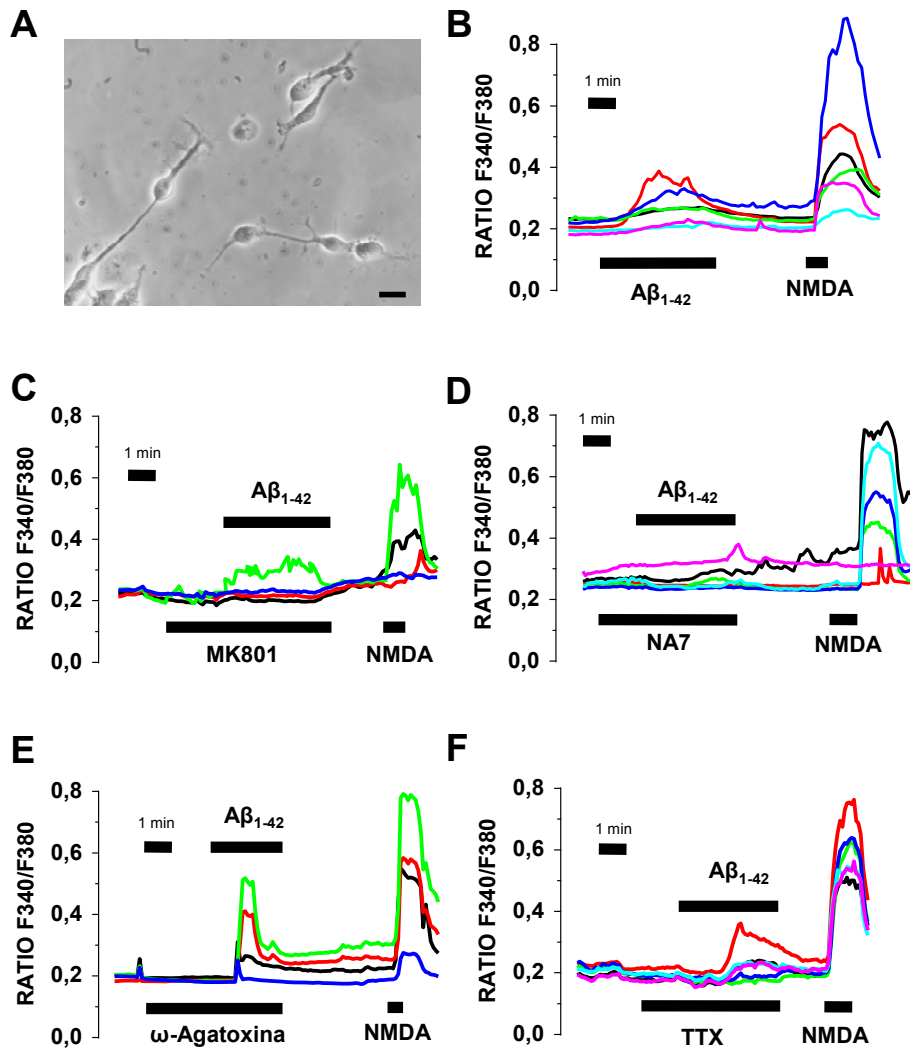 A
B
0,8
0,6
0,4
0,2
0,0
RATIO F340/F380
1 min
Aβ1-42
NMDA
C
0,8
0,6
0,4
0,2
0,0
RATIO F340/F380
1 min
Aβ1-42
MK801
NMDA
D
0,8
0,6
0,4
0,2
0,0
RATIO F340/F380
1 min
Aβ1-42
NA7
NMDA
E
0,8
0,6
0,4
0,2
0,0
RATIO F340/F380
1 min
Aβ1-42
ω-Agatoxina
NMDA
F
0,8
0,6
0,4
0,2
0,0
RATIO F340/F380
1 min
Aβ1-42
TTX
NMDA